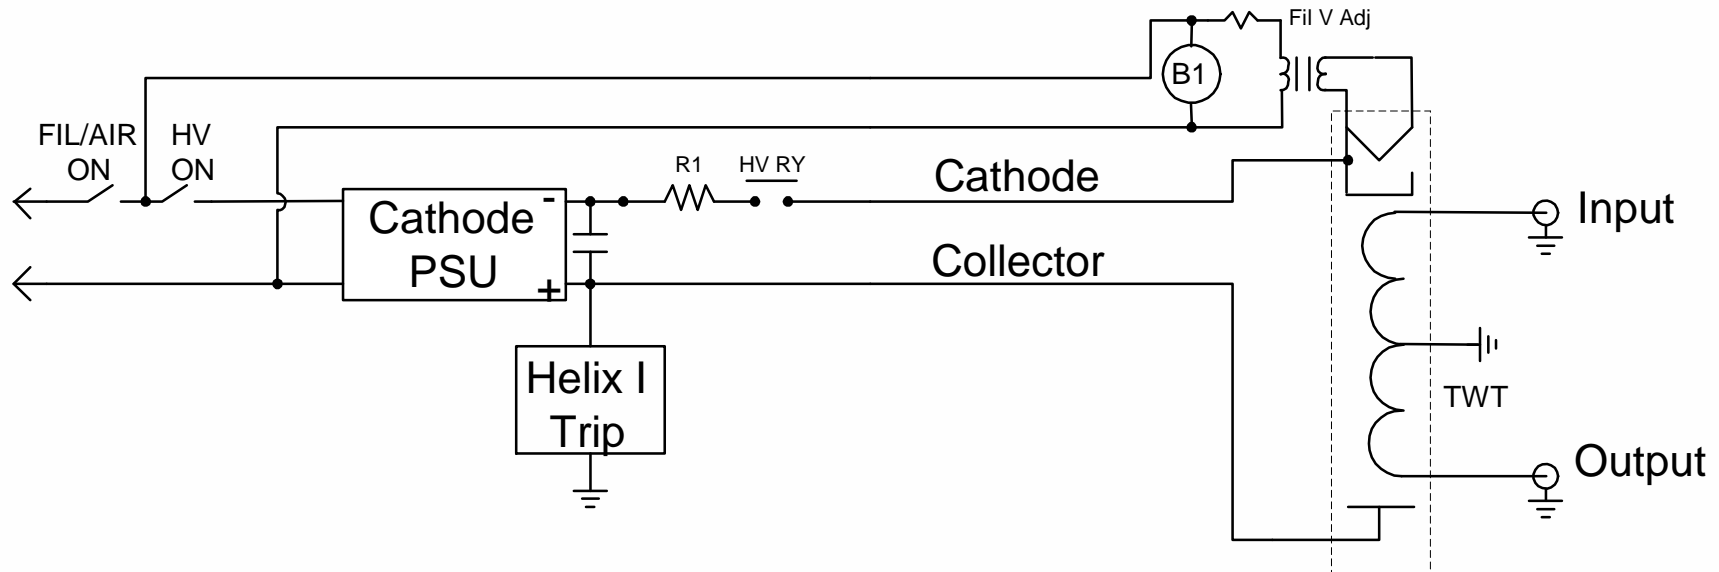 Fil V Adj
B1
FIL/AIR
ON
HV
ON
R1
HV RY
Cathode
Cathode
PSU
-
+
Collector
Input
Helix I
Trip
TWT
Output